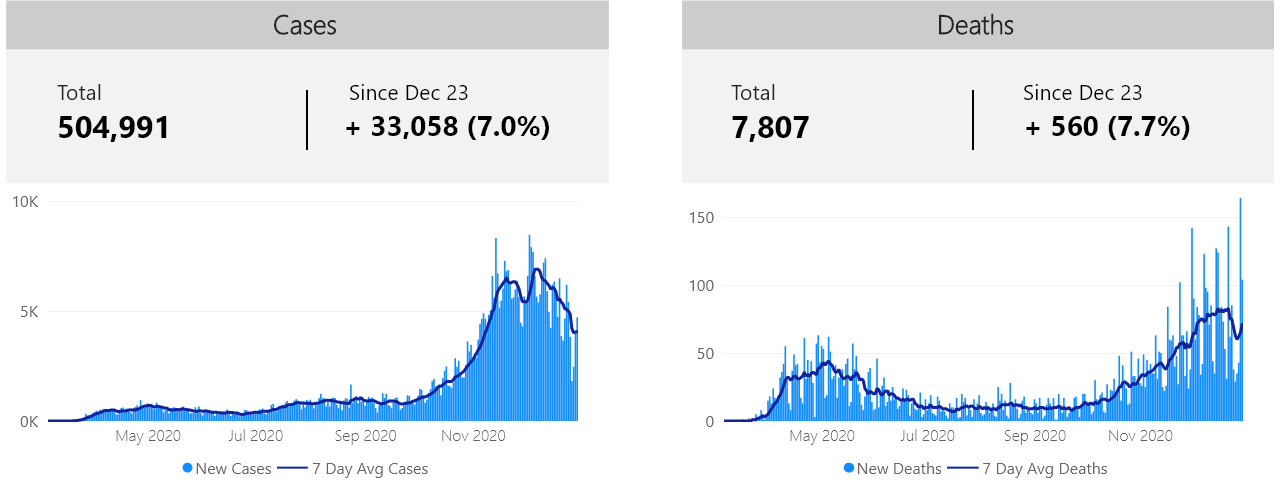 Cases
Total
504,991
Since Dec 23
+ 33,058 (7.0%)
10K
5K
0K
May 2020
Jul 2020
Sep 2020
Nov 2020
New Cases
7 Day Avg Cases
Deaths
Total
7,807
Since Dec 23
+ 560 (7.7%)
150
100
50
0
May 2020
Jul 2020
Sep 2020
Nov 2020
New Deaths
7 Day Avg Deaths